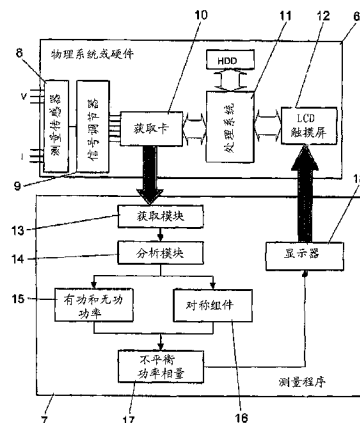 10
11
12
6
物理系统或硬件
8
HDD
V
I
测量传感器
信号调节器
获取卡
处理系统
LCD
触摸屏
9
13
获取模块
14
分析模块
显示器
15
有功和无功
功率
对称组件
不平衡
功率相量
16
测量程序
7
17